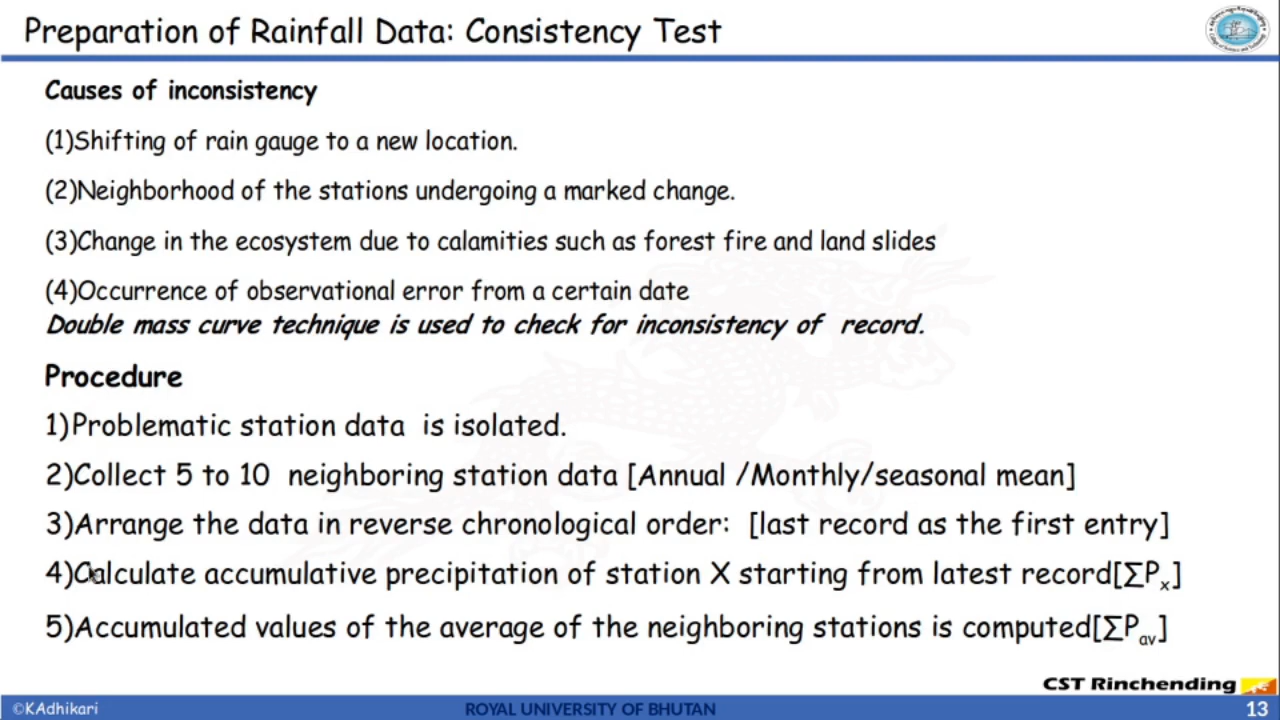 Preparation of Rainfall Data: Consistency Test
Causes of inconsistency
(1)Shifting of rain gauge to a new location.
(2)Neighborhood of the stations undergoing a marked change.
(3)Change in the ecosystem due to calamities such as forest fire and land slides
(4)Occurrence of observational error from a certain date
Double mass curve technique is used to check for inconsistency of record.
Procedure
1)Problematic station data is isolated.
2)Collect 5 to 10 neighboring station data [Annual /Monthly/seasonal mean]
3)Arrange the data in reverse chronological order: [last record as the first entry]
4)Calculate accumulative precipitation of station X starting from latest record[∑Pₓ]
5)Accumulated values of the average of the neighboring stations is computed[∑Pav]
CST Rinchending
©KAdhikari
ROYAL UNIVERSITY OF BHUTAN
13